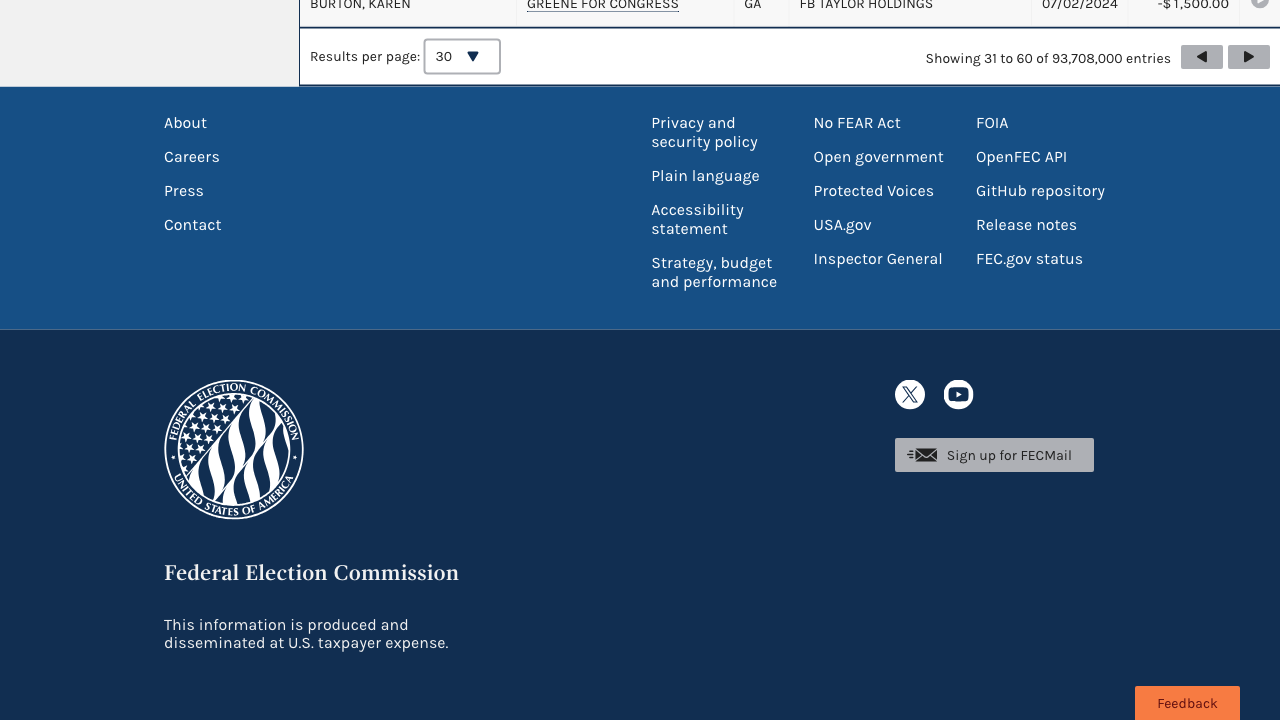 BURTON, KAREN GREENE FOR CONGRESS GA FB TAYLOR HOLDINGS 07/02/2024 -$1,500.00
Results per page: 30
Showing 31 to 60 of 93,708,000 entries
About
Careers
Press
Contact
Privacy and
security policy
Plain language
Accessibility
statement
Strategy, budget
and performance
No FEAR Act
Open government
Protected Voices
USA.gov
Inspector General
FOIA
OpenFEC API
GitHub repository
Release notes
FEC.gov status
FEDERAL ELECTION COMMISSION
UNITED STATES OF AMERICA
Sign up for FECMail
Federal Election Commission
This information is produced and
disseminated at U.S. taxpayer expense.
Feedback